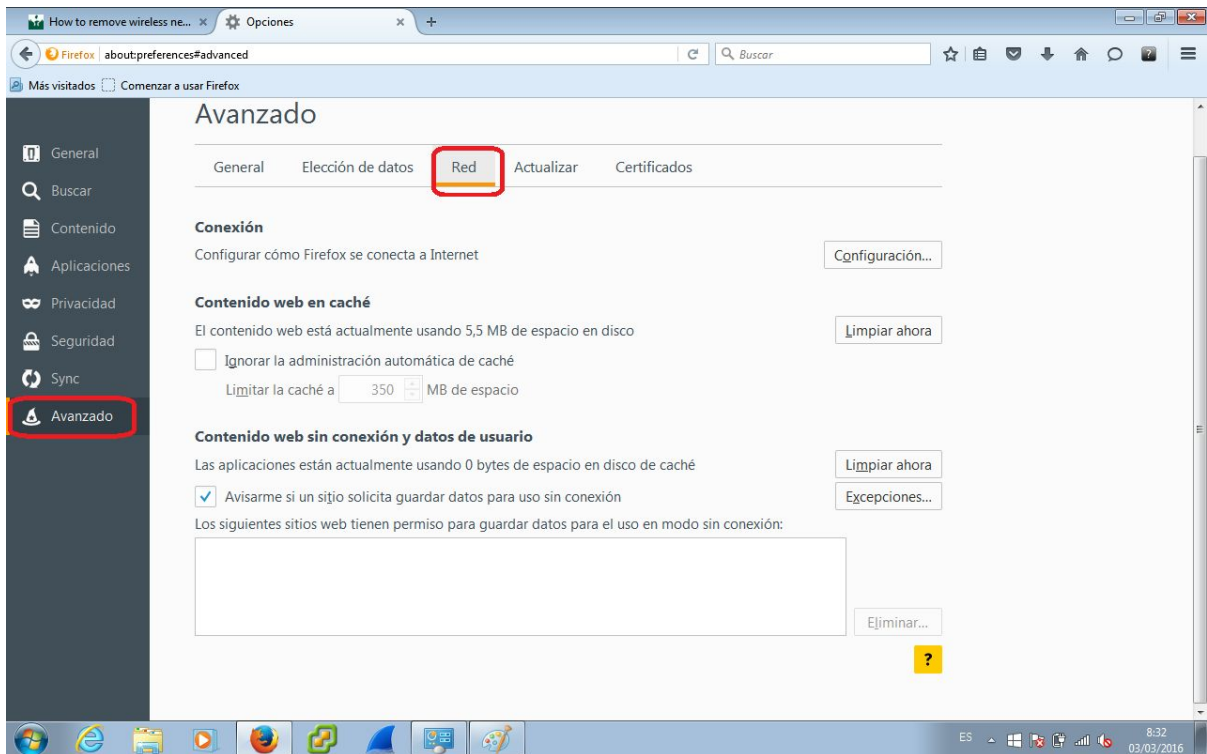 How to remove wireless ne...
Opciones
Firefox
about:preferences#advanced
Buscar
Más visitados
Comenzar a usar Firefox
Avanzado
General
Buscar
Contenido
Aplicaciones
Privacidad
Seguridad
Sync
Avanzado
General
Elección de datos
Red
Actualizar
Certificados
Conexión
Configurar cómo Firefox se conecta a Internet
Configuración...
Contenido web en caché
El contenido web está actualmente usando 5,5 MB de espacio en disco
Limpiar ahora
Ignorar la administración automática de caché
Limitar la caché a 350 MB de espacio
Contenido web sin conexión y datos de usuario
Las aplicaciones están actualmente usando 0 bytes de espacio en disco de caché
Limpiar ahora
Avisarme si un sitio solicita guardar datos para uso sin conexión
Excepciones...
Los siguientes sitios web tienen permiso para guardar datos para el uso en modo sin conexión:
Eliminar...
?
ES
8:32
03/03/2016